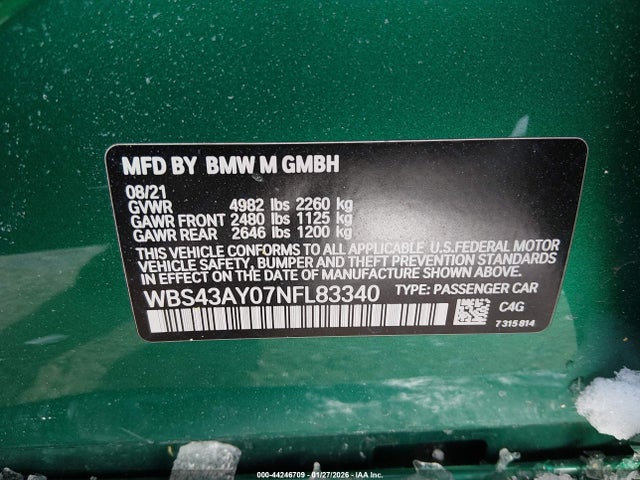 MFD BY BMW M GMBH
08/21
GVWR 4982 lbs 2260 kg
GAWR FRONT 2480 lbs 1125 kg
GAWR REAR 2646 lbs 1200 kg
THIS VEHICLE CONFORMS TO ALL APPLICABLE U.S.FEDERAL MOTOR
VEHICLE SAFETY, BUMPER AND THEFT PREVENTION STANDARDS IN
EFFECT ON THE DATE OF MANUFACTURE SHOWN ABOVE.
WBS43AY07NFL83340 TYPE: PASSENGER CAR
C4G
7315814
000-44246709 - 01/27/2026 - IAA Inc.